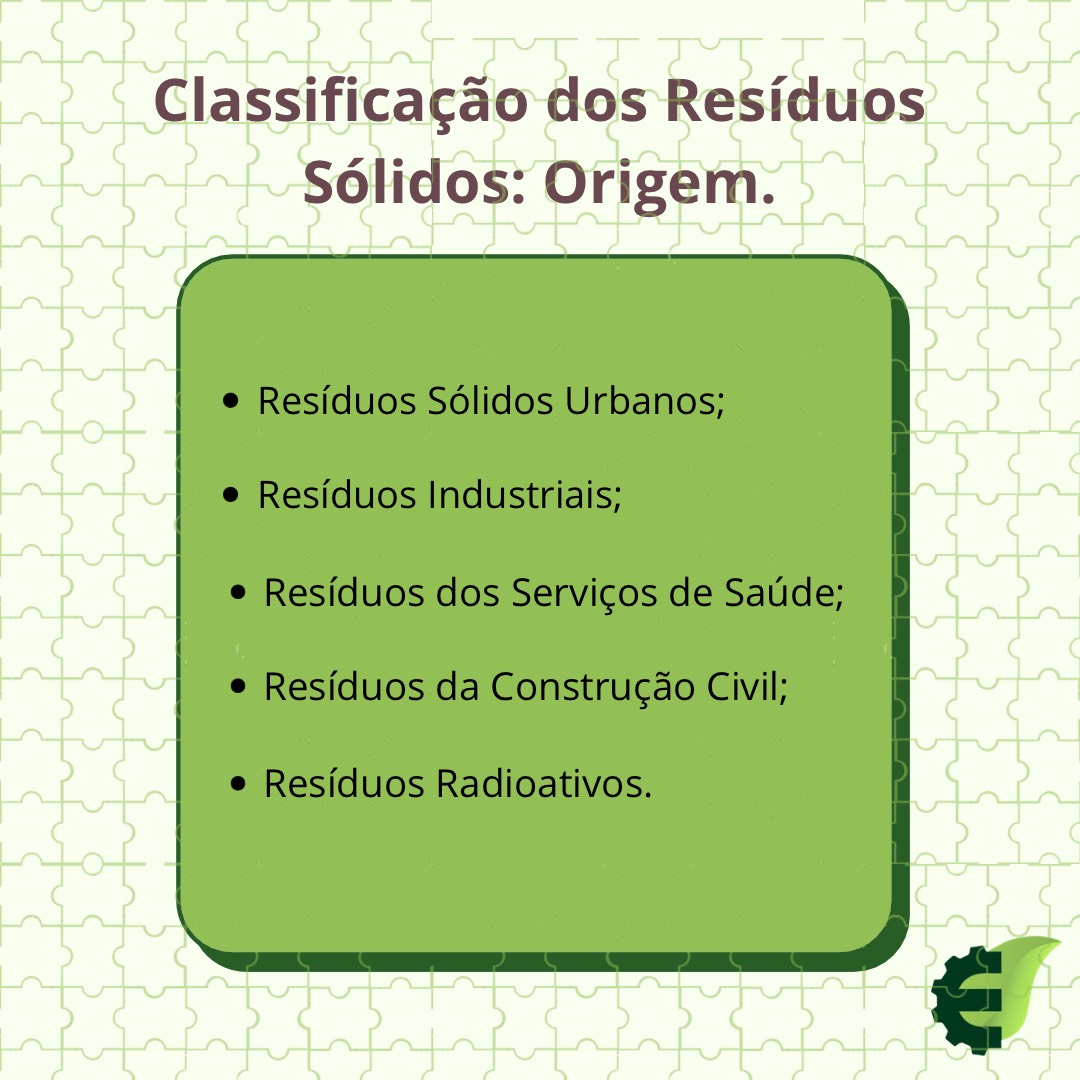 Classificação dos Resíduos
Sólidos: Origem.
• Resíduos Sólidos Urbanos;
• Resíduos Industriais;
• Resíduos dos Serviços de Saúde;
• Resíduos da Construção Civil;
• Resíduos Radioativos.